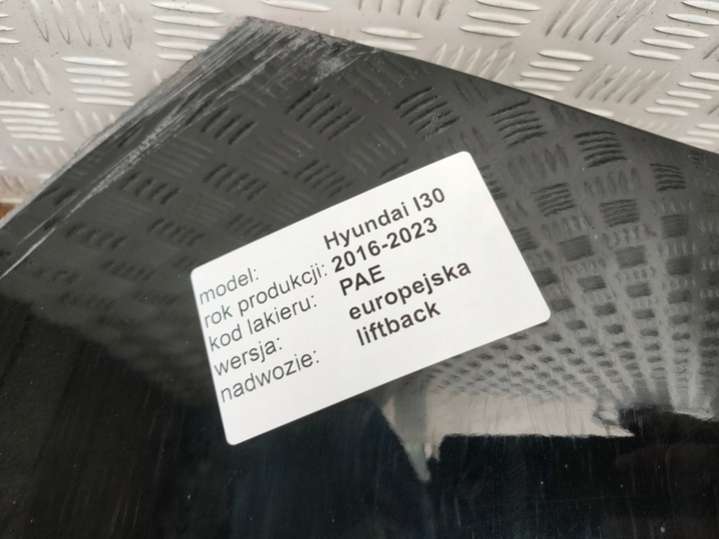 model: Hyundai I30
rok produkcji: 2016-2023
kod lakieru: PAE
wersja: europejska
nadwozie: liftback